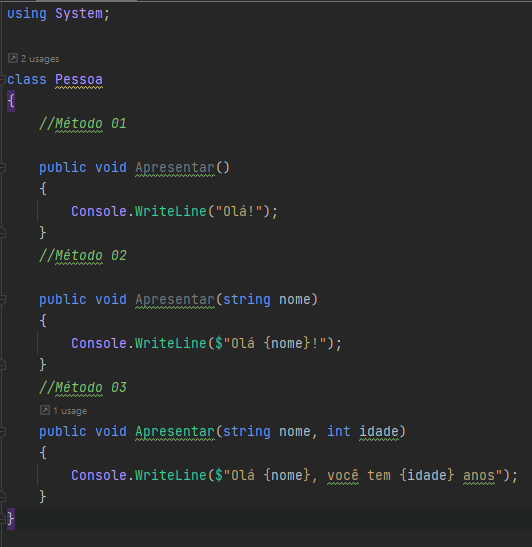 using System;
2 usages
class Pessoa
{
//Método 01
public void Apresentar()
{
Console.WriteLine("Olá!");
}
//Método 02
public void Apresentar(string nome)
{
Console.WriteLine($"Olá {nome}!");
}
//Método 03
1 usage
public void Apresentar(string nome, int idade)
{
Console.WriteLine($"Olá {nome}, você tem {idade} anos");
}
}